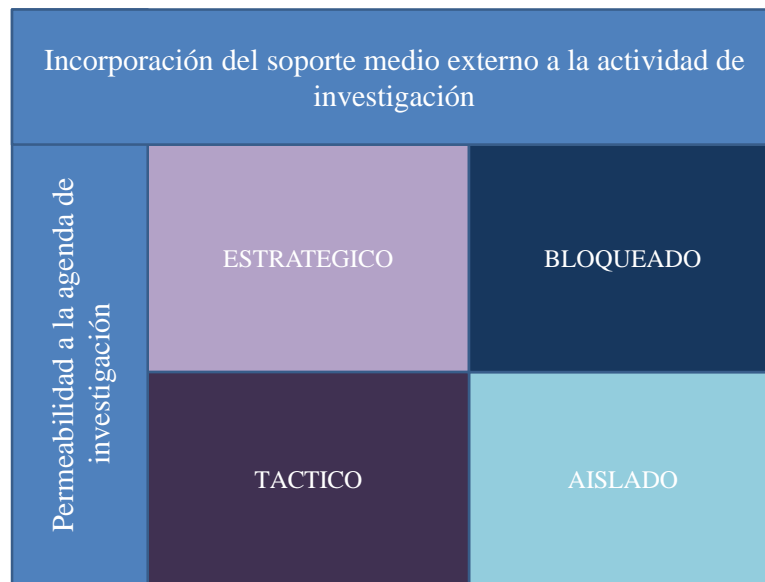 Incorporación del soporte medio externo a la actividad de
investigación
Permeabilidad a la agenda de
investigación
ESTRATEGICO
BLOQUEADO
TACTICO
AISLADO